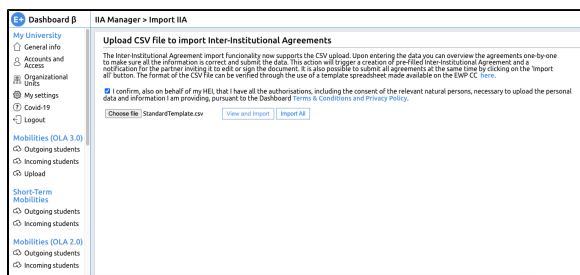 E+ Dashboard β
IIA Manager > Import IIA
My University
General info
Accounts and
Access
Organizational
Units
My settings
Covid-19
Logout
Mobilities (OLA 3.0)
Outgoing students
Incoming students
Upload
Short-Term
Mobilities
Outgoing students
Incoming students
Mobilities (OLA 2.0)
Outgoing students
Incoming students
Upload CSV file to import Inter-Institutional Agreements
The Inter-Institutional Agreement import functionality now supports the CSV upload. Upon entering the data you can overview the agreements one-by-one
to make sure all the information is correct and submit the data. This action will trigger a creation of pre-filled Inter-Institutional Agreement and a
notification for the partner inviting it to edit or sign the document. It is also possible to submit all agreements at the same time by clicking on the 'Import
all' button. The format of the CSV file can be verified through the use of a template spreadsheet made available on the EWP CC here.
I confirm, also on behalf of my HEI, that I have all the authorisations, including the consent of the relevant natural persons, necessary to upload the personal
data and information I am providing, pursuant to the Dashboard Terms & Conditions and Privacy Policy.
Choose file StandardTemplate.csv View and Import Import All